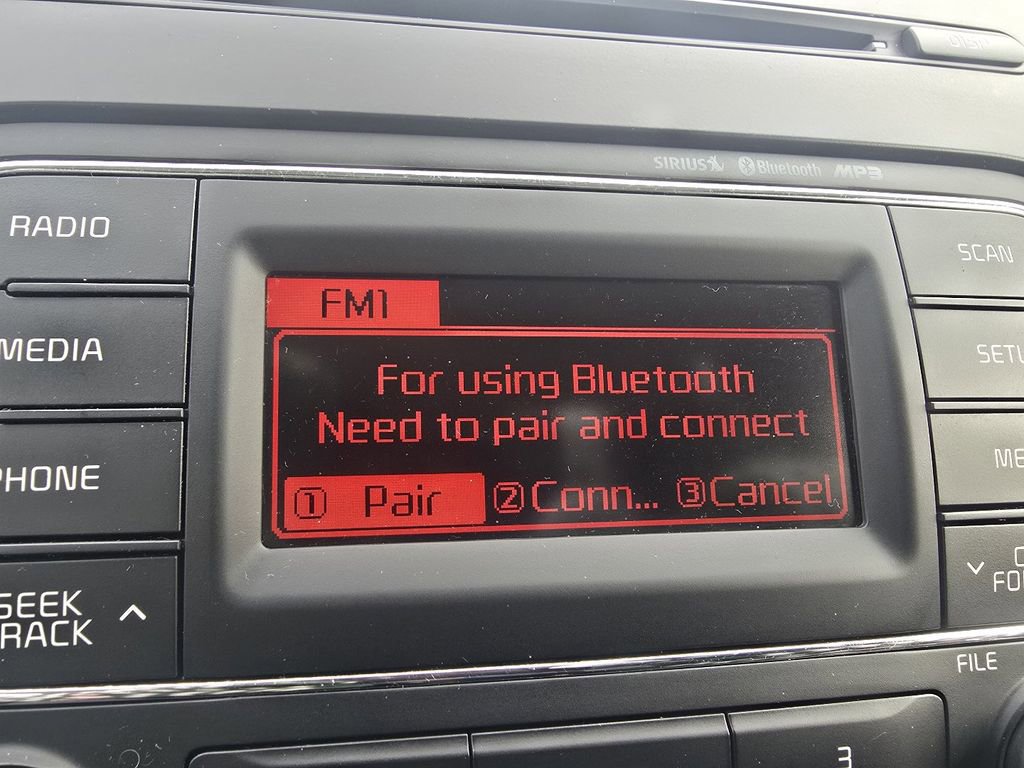 DISP
SIRIUS Bluetooth MP3
RADIO
MEDIA
PHONE
SEEK
TRACK
FM1
For using Bluetooth
Need to pair and connect
① Pair ②Conn... ③Cancel
SCAN
FILE
3